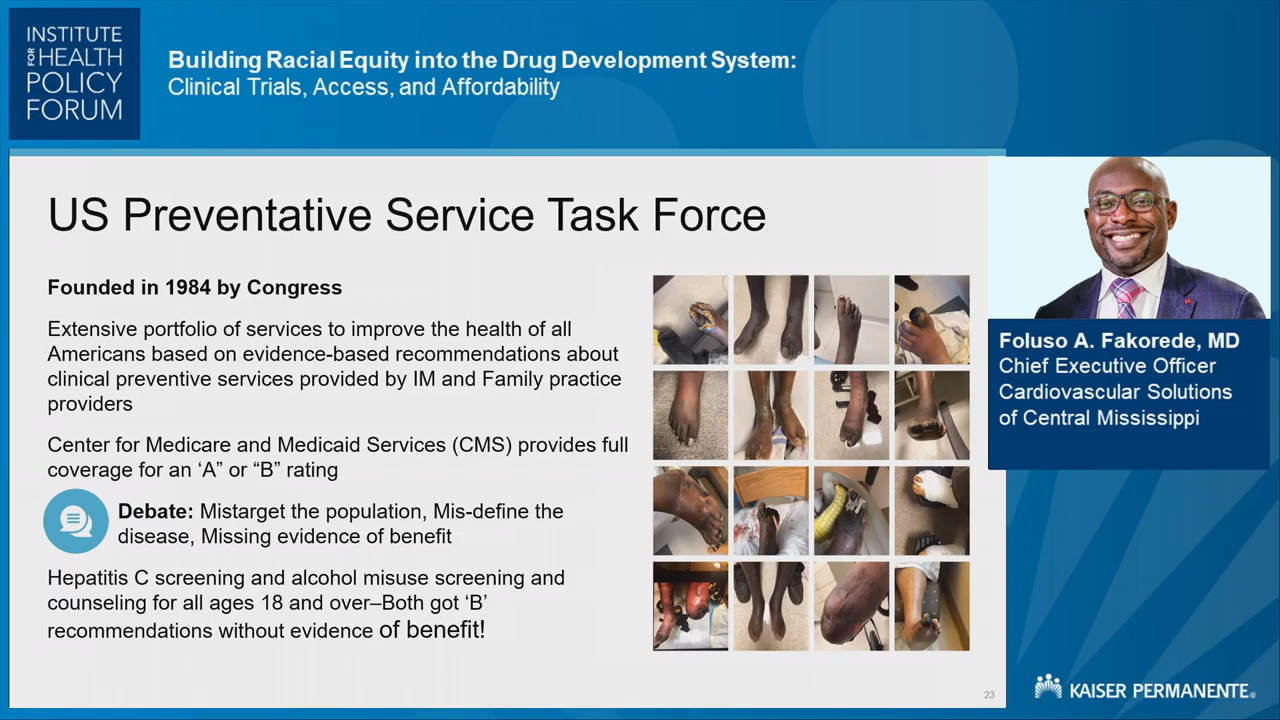 INSTITUTE
FOR HEALTH
POLICY
FORUM
Building Racial Equity into the Drug Development System:
Clinical Trials, Access, and Affordability
US Preventative Service Task Force
Founded in 1984 by Congress
Extensive portfolio of services to improve the health of all
Americans based on evidence-based recommendations about
clinical preventive services provided by IM and Family practice
providers
Center for Medicare and Medicaid Services (CMS) provides full
coverage for an ‘A” or “B” rating
Debate: Mistarget the population, Mis-define the
disease, Missing evidence of benefit
Hepatitis C screening and alcohol misuse screening and
counseling for all ages 18 and over–Both got ‘B’
recommendations without evidence of benefit!
23
Foluso A. Fakorede, MD
Chief Executive Officer
Cardiovascular Solutions
of Central Mississippi
KAISER PERMANENTE®